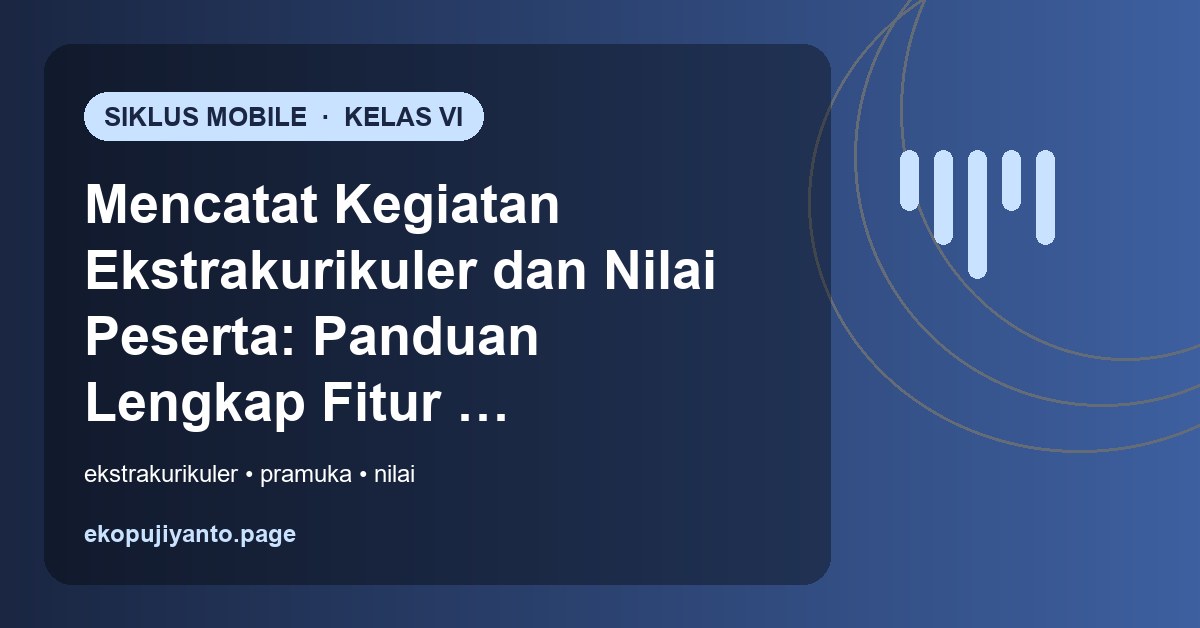 SIKLUS MOBILE · KELAS VI
Mencatat Kegiatan
Ekstrakurikuler dan Nilai
Peserta: Panduan
Lengkap Fitur …
ekstrakurikuler • pramuka • nilai
ekopujiyanto.page